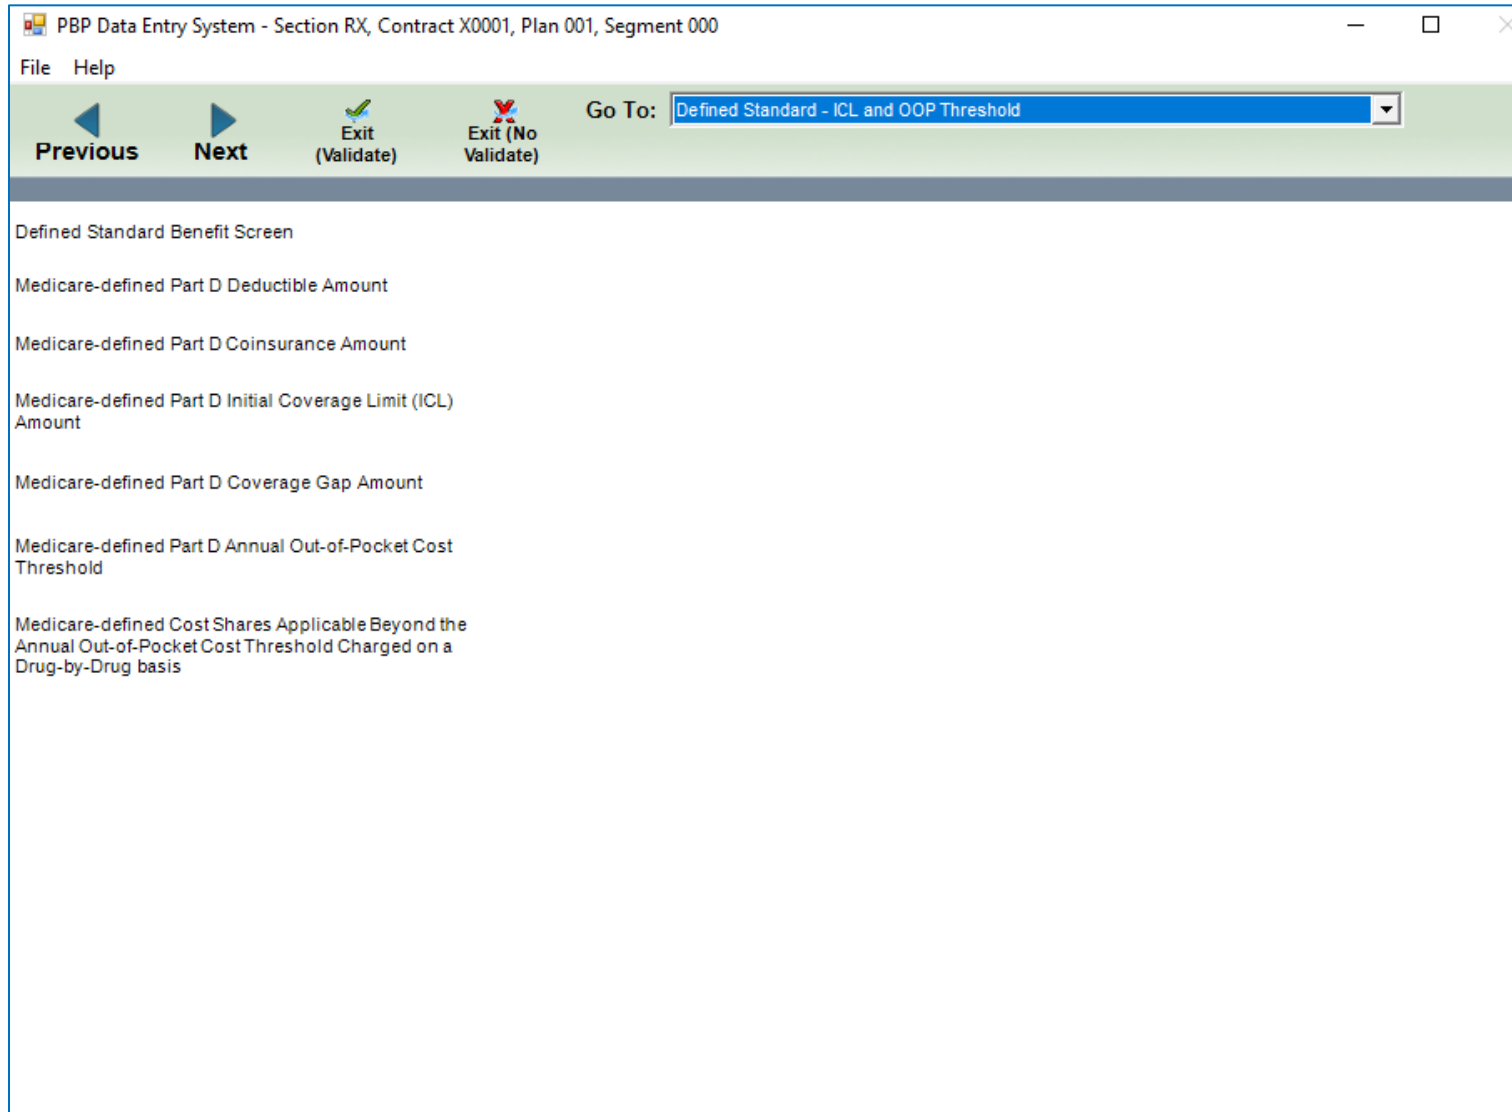 PBP Data Entry System - Section RX, Contract X0001, Plan 001, Segment 000
File Help
Previous
Next
Exit
(Validate)
Exit (No
Validate)
Go To: Defined Standard - ICL and OOP Threshold
Defined Standard Benefit Screen
Medicare-defined Part D Deductible Amount
Medicare-defined Part D Coinsurance Amount
Medicare-defined Part D Initial Coverage Limit (ICL)
Amount
Medicare-defined Part D Coverage Gap Amount
Medicare-defined Part D Annual Out-of-Pocket Cost
Threshold
Medicare-defined Cost Shares Applicable Beyond the
Annual Out-of-Pocket Cost Threshold Charged on a
Drug-by-Drug basis